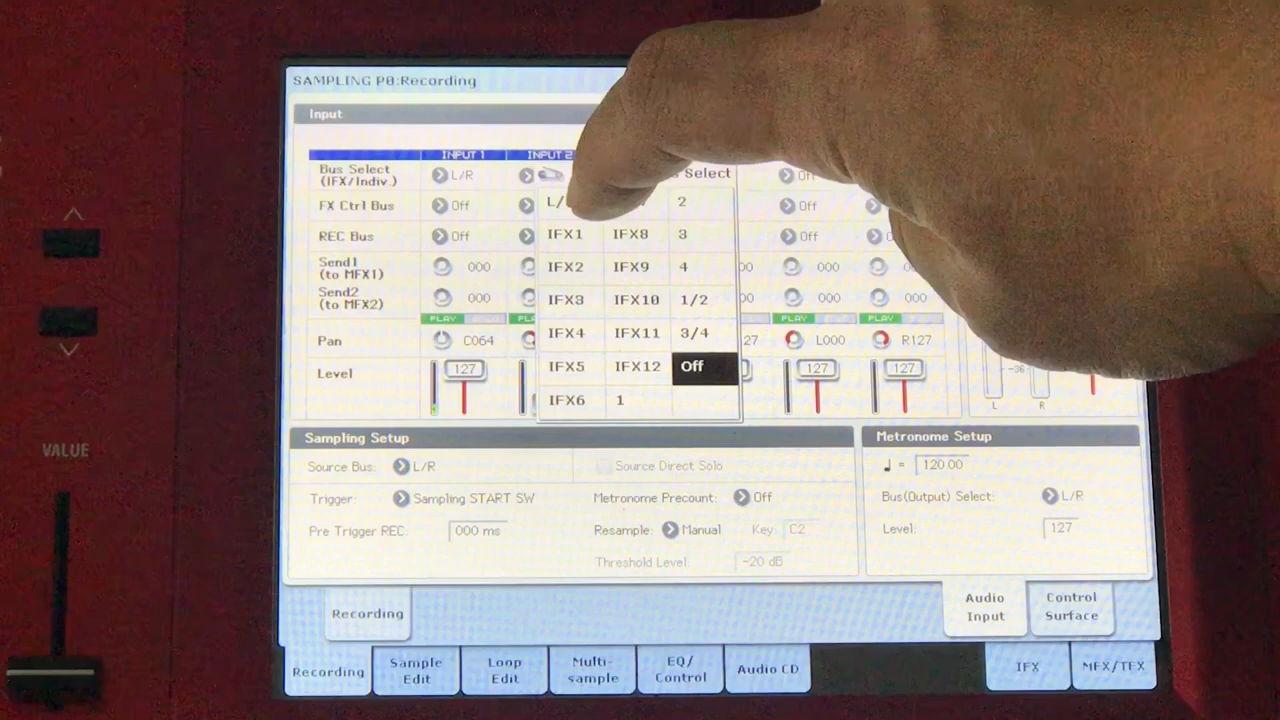 SAMPLING P0:Recording
Input
INPUT 1 INPUT 2
Bus Select
(IFX/Indiv.) L/R Select
FX Ctrl Bus Off L/ 2
REC Bus Off IFX1 IFX8 3 Off
Send1
(to MFX1) 000 IFX2 IFX9 4 000
Send2
(to MFX2) 000 IFX3 IFX10 1/2 000 000
PLAY PLAY PLAY
Pan C064 IFX4 IFX11 3/4 L000 R127
Level 127 IFX5 IFX12 Off 127 127
IFX6 1 -36
L R
Sampling Setup
Source Bus: L/R Source Direct Solo
Trigger: Sampling START SW Metronome Precount: Off
Pre Trigger REC: 000 ms Resample: Manual Key: C2
Threshold Level -20 dB
Metronome Setup
= 120.00
Bus(Output) Select: L/R
Level: 127
VALUE
Recording
Audio
Input
Control
Surface
Recording
Sample
Edit
Loop
Edit
Multi-
sample
EQ/
Control
Audio CD
IFX
MFX/TFX